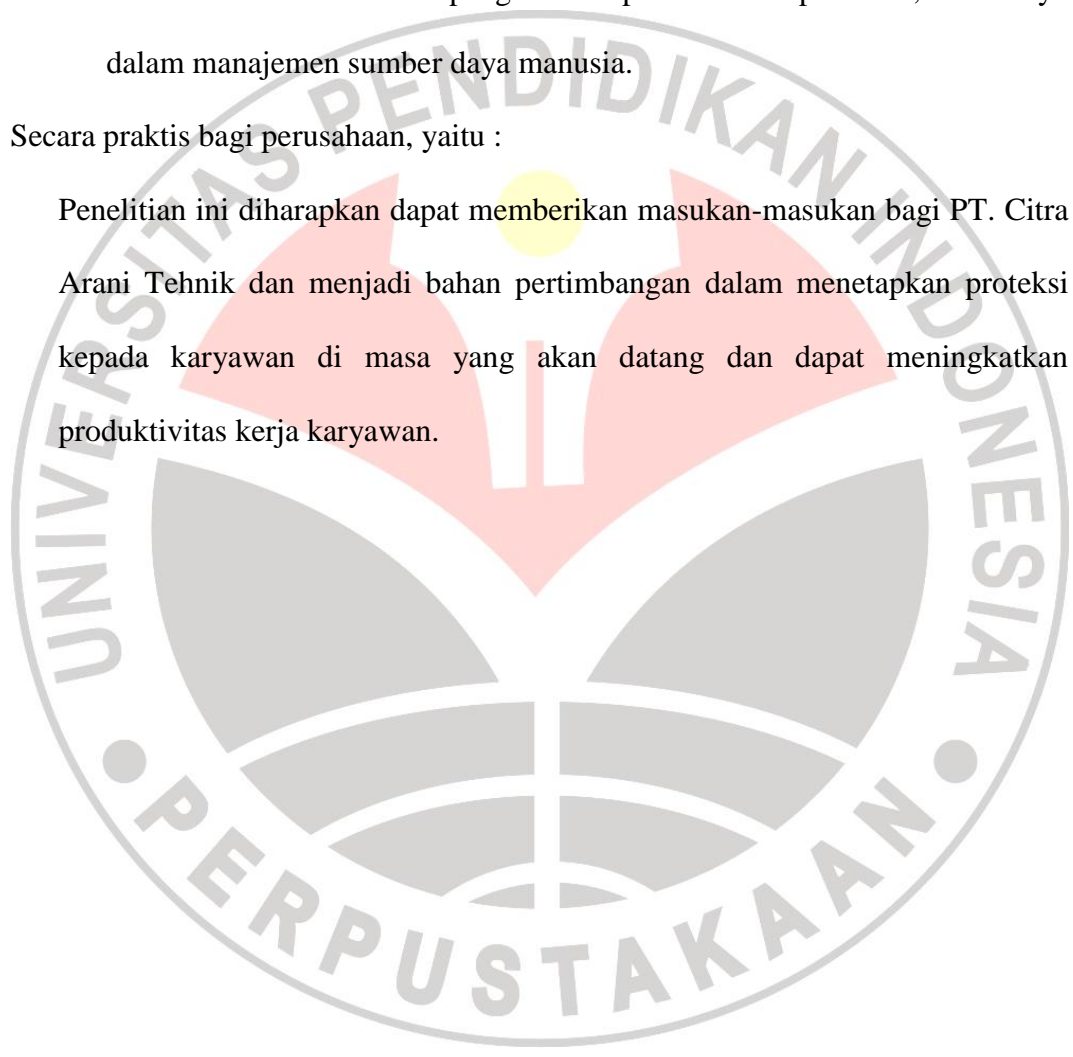 dalam manajemen sumber daya manusia.
Secara praktis bagi perusahaan, yaitu :
Penelitian ini diharapkan dapat memberikan masukan-masukan bagi PT. Citra
Arani Tehnik dan menjadi bahan pertimbangan dalam menetapkan proteksi
kepada karyawan di masa yang akan datang dan dapat meningkatkan
produktivitas kerja karyawan.
UNIVERSITAS PENDIDIKAN INDONESIA
PERPUSTAKAAN